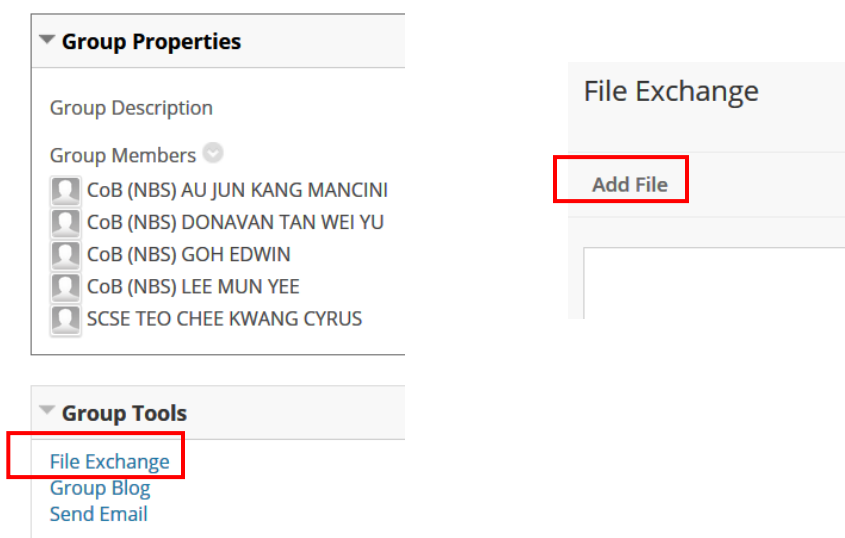 Group Properties
Group Description
Group Members
CoB (NBS) AU JUN KANG MANCINI
CoB (NBS) DONAVAN TAN WEI YU
CoB (NBS) GOH EDWIN
CoB (NBS) LEE MUN YEE
SCSE TEO CHEE KWANG CYRUS
Group Tools
File Exchange
Group Blog
Send Email
File Exchange
Add File